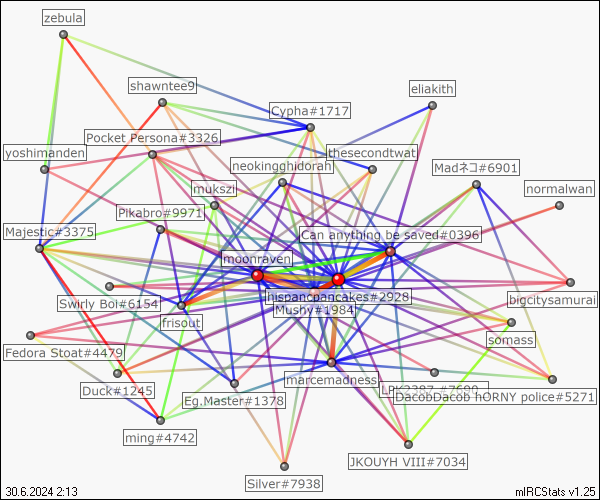 zebula
shawntee9
eliakith
Cypha#1717
Pocket Persona#3326
yoshimanden
thesecondtwat
neokingghidorah
Madネコ#6901
mukszi
normalwan
Pikabro#9971
Majestic#3375
Can anything be saved#0396
moonraven
Swirly Boi#6154
hispancpancakes#2928
bigcitysamurai
Mushy#1984
frisout
somass
Fedora Stoat#4479
marcemadness
Duck#1245
DacobDacob hORNY police#5271
Eg.Master#1378
ming#4742
JKOUYH VIII#7034
Silver#7938
30.6.2024 2:13
mIRCStats v1.25